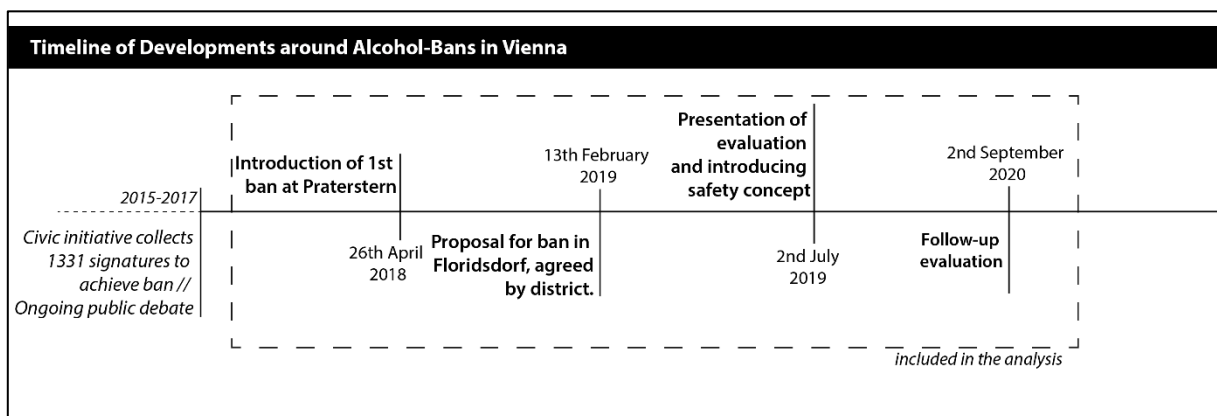 Timeline of Developments around Alcohol-Bans in Vienna
2015-2017
Civic initiative collects
1331 signatures to
achieve ban //
Ongoing public debate
Introduction of 1st
ban at Praterstern
26th April
2018
13th February
2019
Proposal for ban in
Floridsdorf, agreed
by district.
Presentation of
evaluation
and introducing
safety concept
2nd July
2019
2nd September
2020
Follow-up
evaluation
included in the analysis